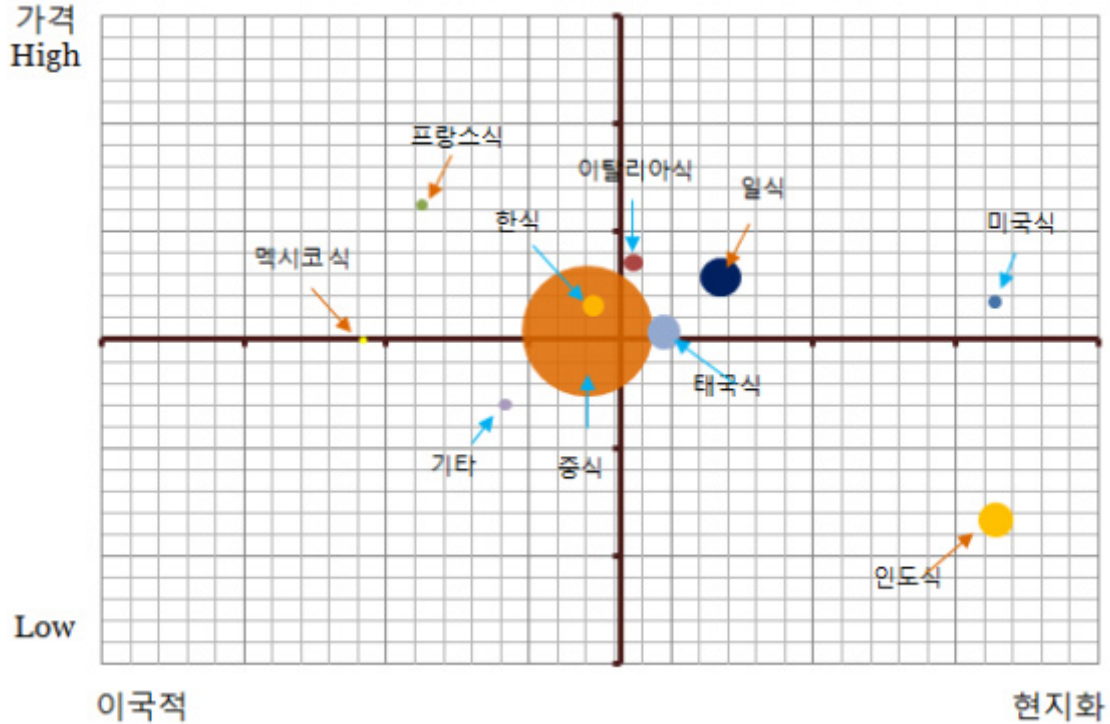 가격
High
프랑스식
이탈리아식
일식
한식
미국식
멕시코 식
태국식
기타
중식
인도식
Low
이국적
현지화